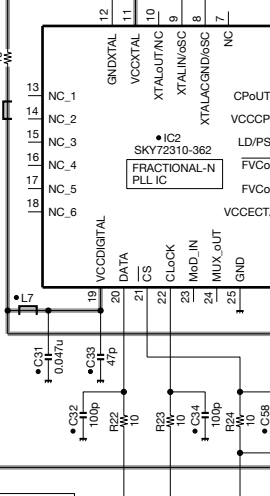 12
11
10
9
8
7
GNDXTAL
VCCXTAL
XTALoUT/NC
XTALIN/oSC
XTALACGND/oSC
NC
13
NC_1
14
NC_2
15
NC_3
16
NC_4
17
NC_5
18
NC_6
CPoUT
VCCCP
LD/PS
FVCo
FVCo
VCCECT
● IC2
SKY72310-362
FRACTIONAL-N
PLL IC
VCCDIGITAL
DATA
CS
CLoCK
MoD_IN
MUX_oUT
GND
19
20
21
22
23
24
25
● L7
● C31
0.047u
● C33
47p
● C32
100p
R22
10
R23
10
● C34
100p
R24
10
● C58